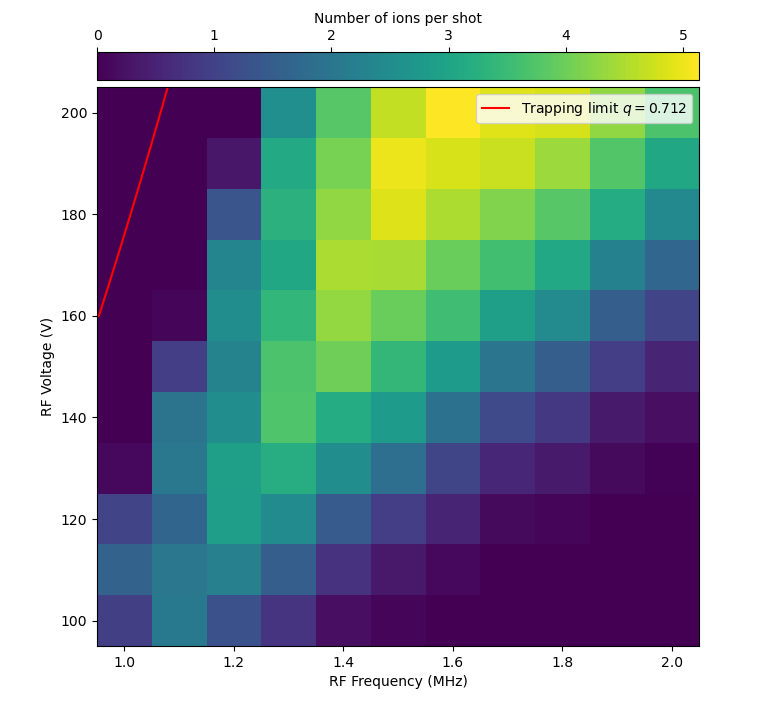 Number of ions per shot
0 1 2 3 4 5
Trapping limit q = 0.712
RF Voltage (V)
200
180
160
140
120
100
1.0 1.2 1.4 1.6 1.8 2.0
RF Frequency (MHz)